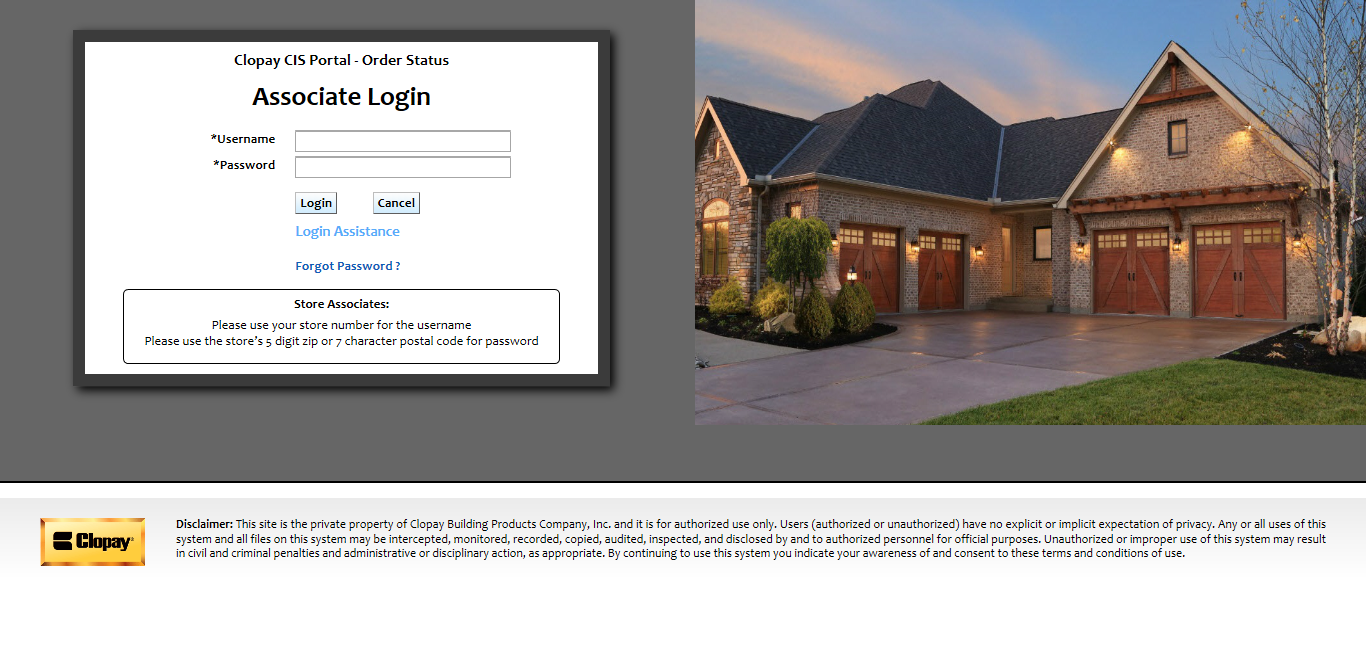 Clopay CIS Portal - Order Status
Associate Login
*Username
*Password
Login Cancel
Login Assistance
Forgot Password ?
Store Associates:
Please use your store number for the username
Please use the store's 5 digit zip or 7 character postal code for password
Clopay
Disclaimer: This site is the private property of Clopay Building Products Company, Inc. and it is for authorized use only. Users (authorized or unauthorized) have no explicit or implicit expectation of privacy. Any or all uses of this
system and all files on this system may be intercepted, monitored, recorded, copied, audited, inspected, and disclosed by and to authorized personnel for official purposes. Unauthorized or improper use of this system may result
in civil and criminal penalties and administrative or disciplinary action, as appropriate. By continuing to use this system you indicate your awareness of and consent to these terms and conditions of use.